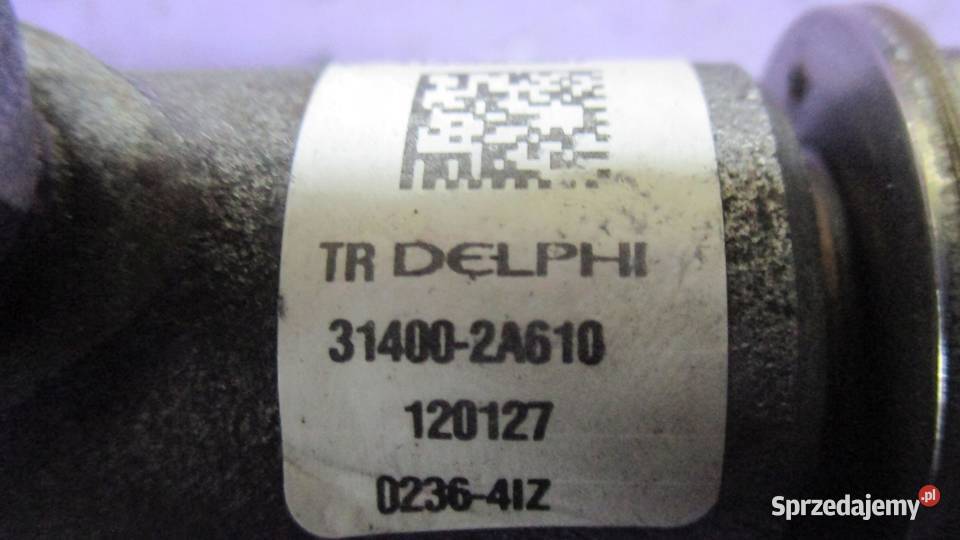 TR DELPHI
31400-2A610
120127
0236-4IZ
Sprzedajemy.pl